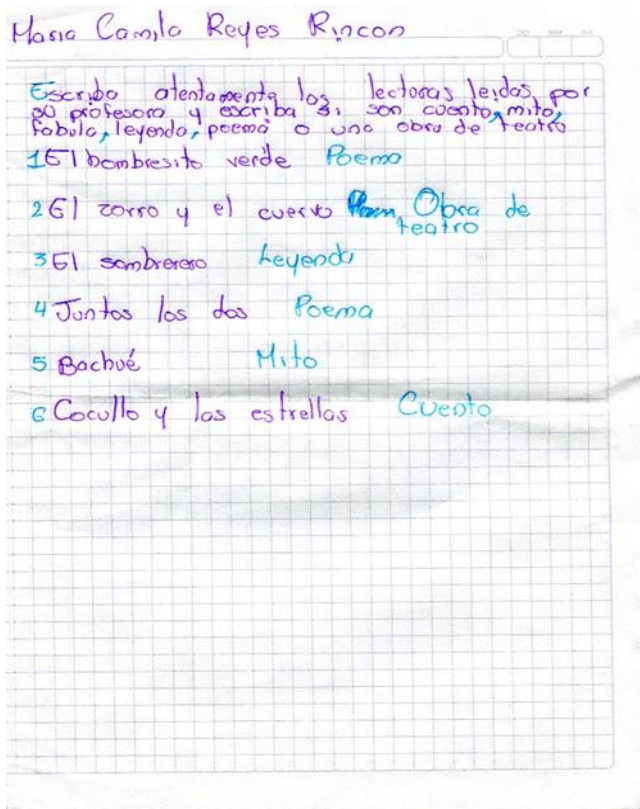 Maria Camila Reyes Rincon
Escriba atentamente las lectoras leidas por
su profesora y escriba si son cuento, mito,
fabula, leyenda, poema o una obra de teatro
1 El hombresito verde Poema
2 El zorro y el cuervo Obra de
teatro
3 El sombrerero Leyenda
4 Juntos los dos Poema
5 Bachué Mito
6 Cocullo y las estrellas Cuento